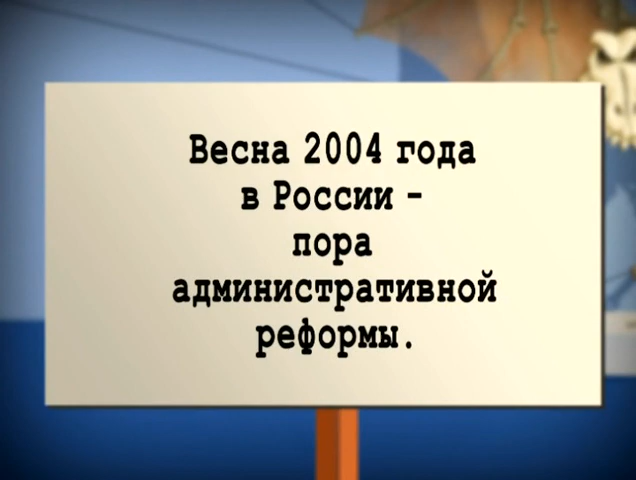 Весна 2004 года
в России -
пора
административной
реформы.